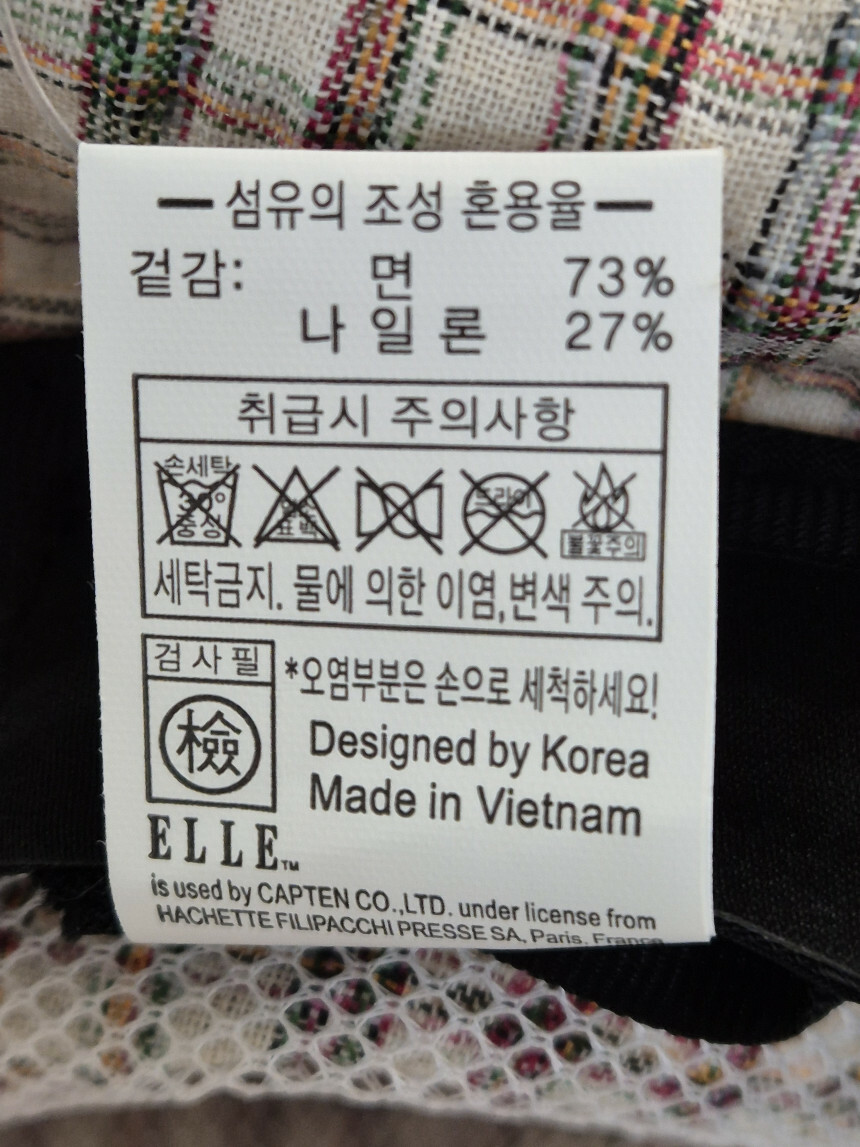 섬유의 조성 혼용율
겉감: 면 73%
나일론 27%
취급시 주의사항
손세탁
30°
중성
표백
드라이
불꽃주의
세탁금지. 물에 의한 이염,변색 주의.
검사필
檢
*오염부분은 손으로 세척하세요!
Designed by Korea
Made in Vietnam
ELLE™
is used by CAPTEN CO.,LTD. under license from
HACHETTE FILIPACCHI PRESSE SA, Paris, France